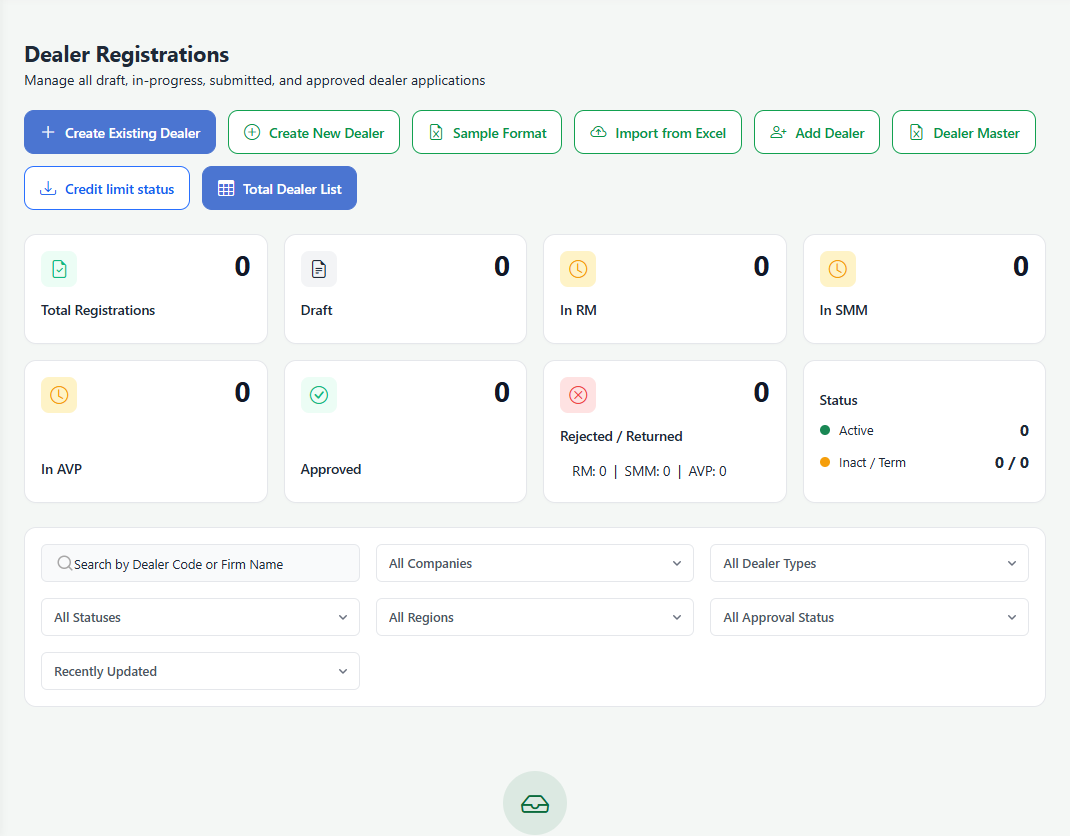 Dealer Registrations
Manage all draft, in-progress, submitted, and approved dealer applications
Create Existing Dealer
Create New Dealer
Sample Format
Import from Excel
Add Dealer
Dealer Master
Credit limit status
Total Dealer List
0
Total Registrations
0
Draft
0
In RM
0
In SMM
0
In AVP
0
Approved
0
Rejected / Returned
RM: 0 | SMM: 0 | AVP: 0
Status
Active 0
Inact / Term 0 / 0
Search by Dealer Code or Firm Name
All Companies
All Dealer Types
All Statuses
All Regions
All Approval Status
Recently Updated